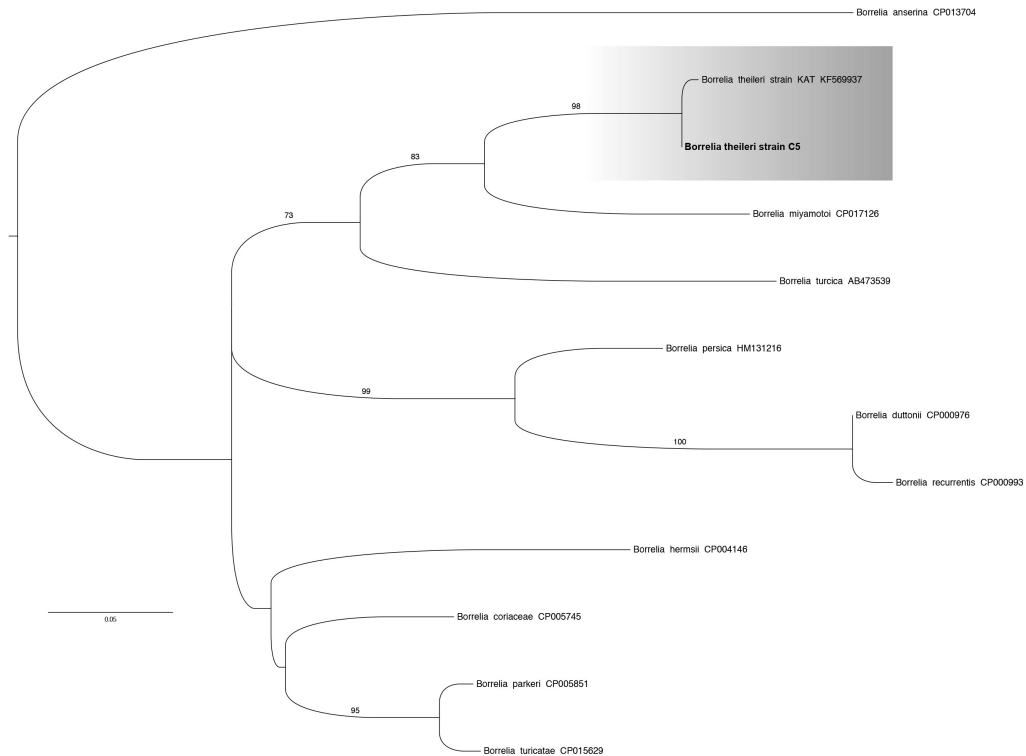 Borrelia anserina CP013704
Borrelia theileri strain KAT KF569937
98
Borrelia theileri strain C5
83
Borrelia miyamotoi CP017126
73
Borrelia turcica AB473539
Borrelia persica HM131216
99
Borrelia duttonii CP000976
100
Borrelia recurrentis CP000993
Borrelia hermsii CP004146
0.05
Borrelia coriaceae CP005745
Borrelia parkeri CP005851
95
Borrelia turicatae CP015629